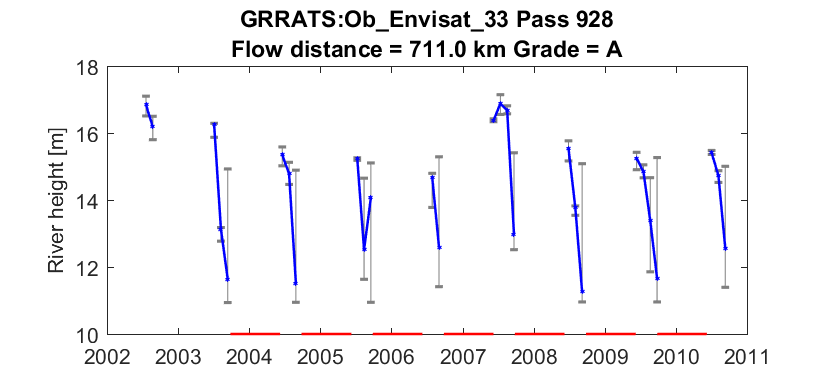 GRRATS:Ob_Envisat_33 Pass 928
Flow distance = 711.0 km Grade = A
River height [m]
18
16
14
12
10
2002 2003 2004 2005 2006 2007 2008 2009 2010 2011